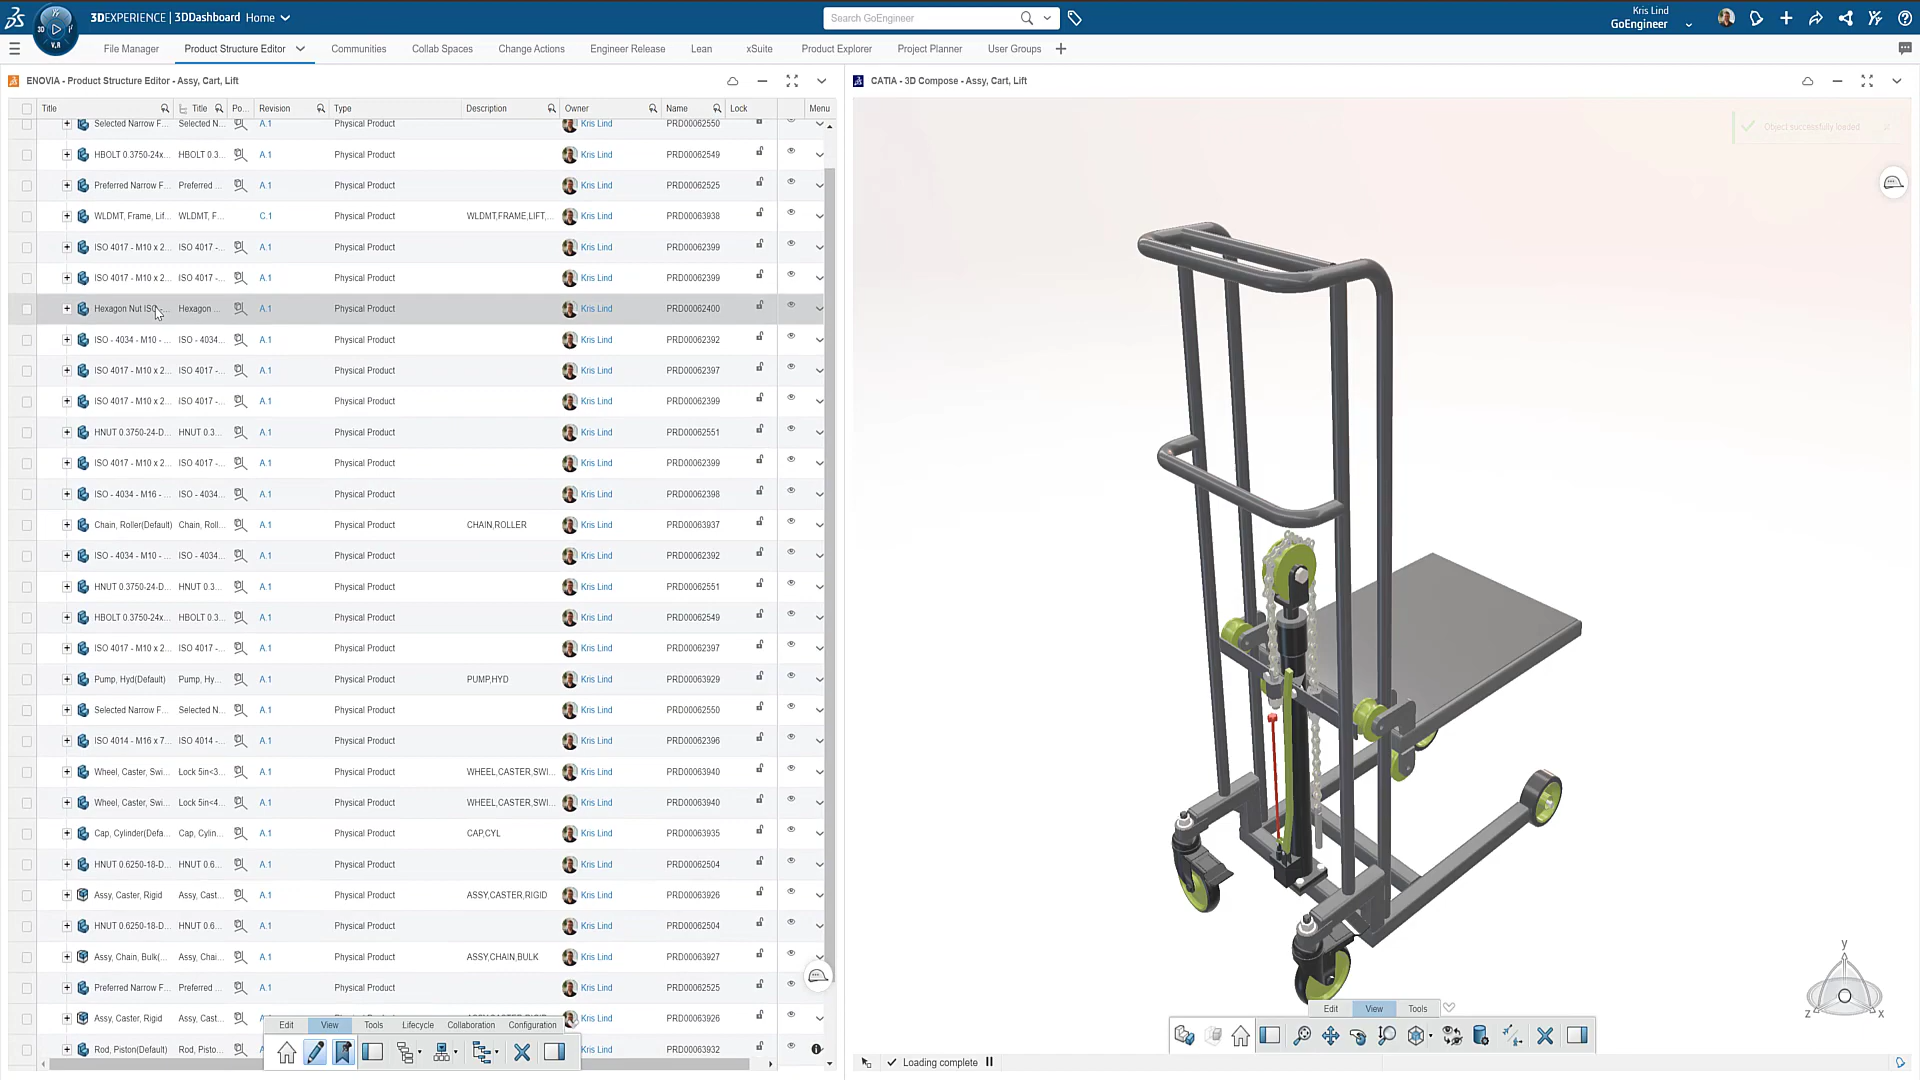 3DEXPERIENCE | 3DDashboard Home
Search GoEngineer
Kris Lind
GoEngineer
3D
V.R
File Manager Product Structure Editor Communities Collab Spaces Change Actions Engineer Release Lean xSuite Product Explorer Project Planner User Groups
ENOVIA - Product Structure Editor - Assy, Cart, Lift
CATIA - 3D Compose - Assy, Cart, Lift
Title Title Po... Revision Type Description Owner Name Lock Menu
Selected Narrow F... Selected N... A.1 Physical Product Kris Lind PRD00062550
HBOLT 0.3750-24x... HBOLT 0.3... A.1 Physical Product Kris Lind PRD00062549
Preferred Narrow F... Preferred ... A.1 Physical Product Kris Lind PRD00062525
WLDMT, Frame, Lif... WLDMT, F... C.1 Physical Product WLDMT,FRAME,LIFT,... Kris Lind PRD00063938
ISO 4017 - M10 x 2... ISO 4017 -... A.1 Physical Product Kris Lind PRD00062399
ISO 4017 - M10 x 2... ISO 4017 -... A.1 Physical Product Kris Lind PRD00062399
Hexagon Nut ISO... Hexagon ... A.1 Physical Product Kris Lind PRD00062400
ISO - 4034 - M10 - ... ISO - 4034... A.1 Physical Product Kris Lind PRD00062392
ISO 4017 - M10 x 2... ISO 4017 -... A.1 Physical Product Kris Lind PRD00062397
ISO 4017 - M10 x 2... ISO 4017 -... A.1 Physical Product Kris Lind PRD00062399
HNUT 0.3750-24-D... HNUT 0.3... A.1 Physical Product Kris Lind PRD00062551
ISO 4017 - M10 x 2... ISO 4017 -... A.1 Physical Product Kris Lind PRD00062399
ISO - 4034 - M16 - ... ISO - 4034... A.1 Physical Product Kris Lind PRD00062398
Chain, Roller(Default) Chain, Roll... A.1 Physical Product CHAIN,ROLLER Kris Lind PRD00063937
ISO - 4034 - M10 - ... ISO - 4034... A.1 Physical Product Kris Lind PRD00062392
HNUT 0.3750-24-D... HNUT 0.3... A.1 Physical Product Kris Lind PRD00062551
HBOLT 0.3750-24x... HBOLT 0.3... A.1 Physical Product Kris Lind PRD00062549
ISO 4017 - M10 x 2... ISO 4017 -... A.1 Physical Product Kris Lind PRD00062397
Pump, Hyd(Default) Pump, Hy... A.1 Physical Product PUMP,HYD Kris Lind PRD00063929
Selected Narrow F... Selected N... A.1 Physical Product Kris Lind PRD00062550
ISO 4014 - M16 x 7... ISO 4014 -... A.1 Physical Product Kris Lind PRD00062396
Wheel, Caster, Swi... Lock 5in<3... A.1 Physical Product WHEEL,CASTER,SWI... Kris Lind PRD00063940
Wheel, Caster, Swi... Lock 5in<4... A.1 Physical Product WHEEL,CASTER,SWI... Kris Lind PRD00063940
Cap, Cylinder(Defa... Cap, Cylin... A.1 Physical Product CAP,CYL Kris Lind PRD00063935
HNUT 0.6250-18-D... HNUT 0.6... A.1 Physical Product Kris Lind PRD00062504
Assy, Caster, Rigid Assy, Cast... A.1 Physical Product ASSY,CASTER,RIGID Kris Lind PRD00063926
HNUT 0.6250-18-D... HNUT 0.6... A.1 Physical Product Kris Lind PRD00062504
Assy, Chain, Bulk(... Assy, Chai... A.1 Physical Product ASSY,CHAIN,BULK Kris Lind PRD00063927
Preferred Narrow F... Preferred ... A.1 Physical Product Kris Lind PRD00062525
Assy, Caster, Rigid Assy, Cast... Kris Lind PRD00063926
Rod, Piston(Default) Rod, Pisto... Kris Lind PRD00063932
Edit View Tools Lifecycle Collaboration Configuration
Object successfully loaded
y
z
x
Edit View Tools
Loading complete